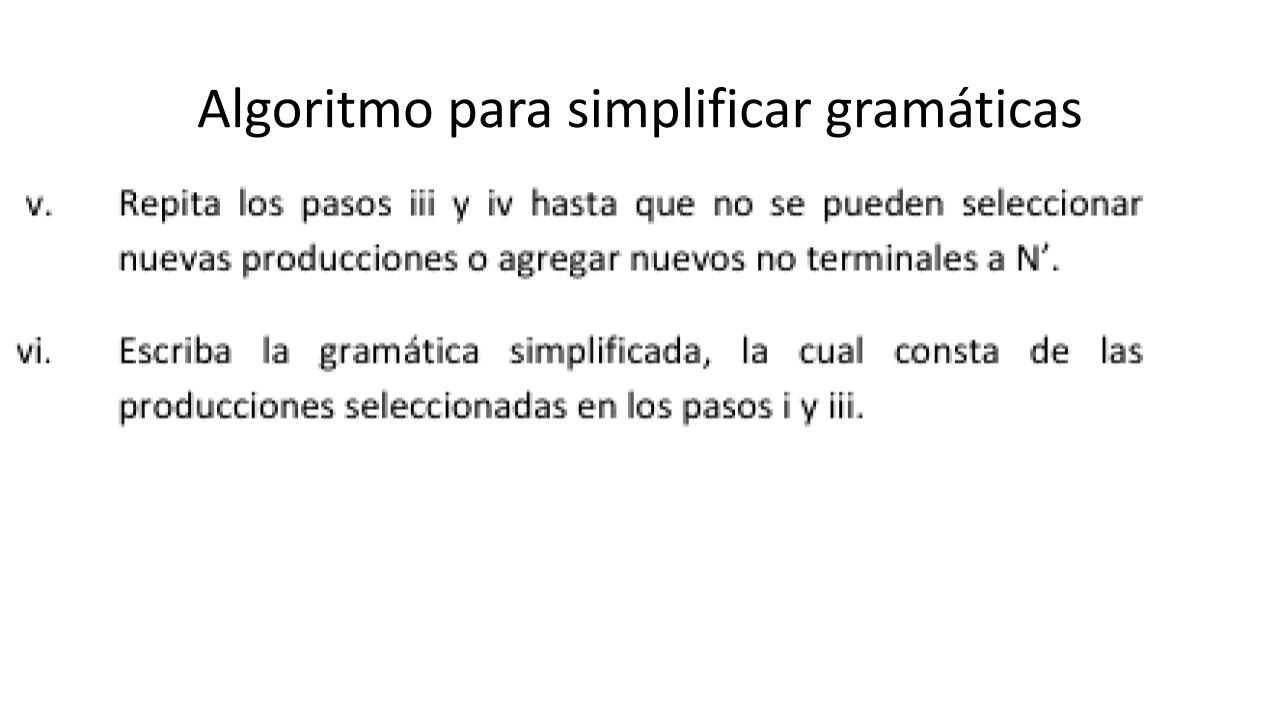 Algoritmo para simplificar gramáticas
v. Repita los pasos iii y iv hasta que no se pueden seleccionar
nuevas producciones o agregar nuevos no terminales a N’.
vi. Escriba la gramática simplificada, la cual consta de las
producciones seleccionadas en los pasos i y iii.